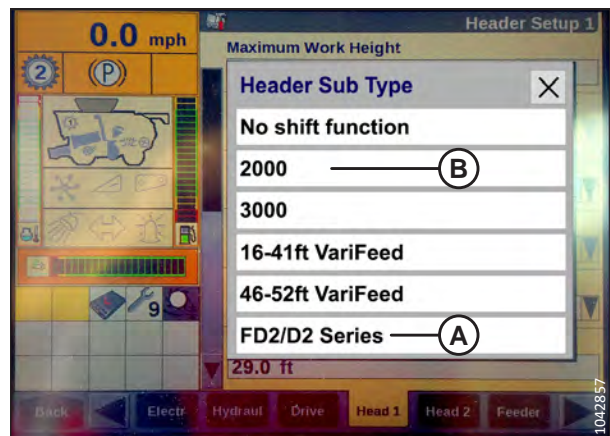 0.0 mph
Header Setup 1
2
(P)
Maximum Work Height
Header Sub Type
No shift function
2000
B
3000
16-41ft VariFeed
46-52ft VariFeed
9
FD2/D2 Series
A
29.0 ft
Back
Electr
Hydraul
Drive
Head 1
Head 2
Feeder
1042857